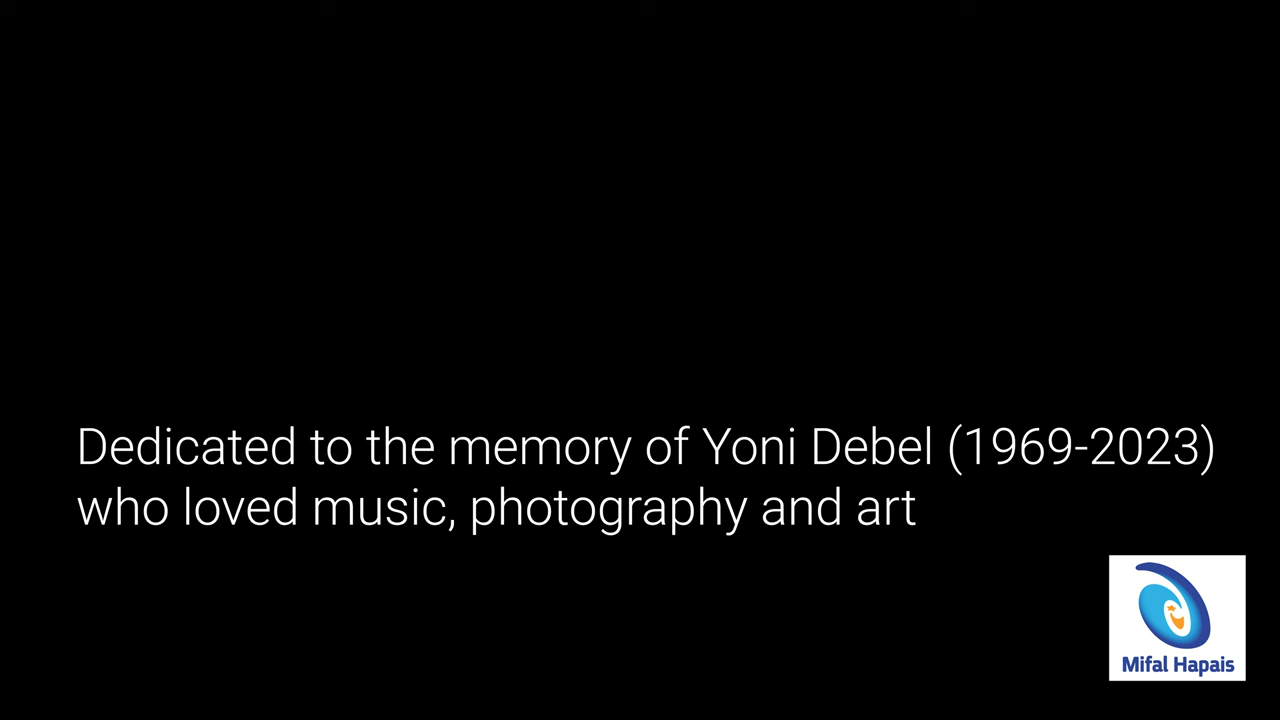 Dedicated to the memory of Yoni Debel (1969-2023)
who loved music, photography and art
Mifal Hapais